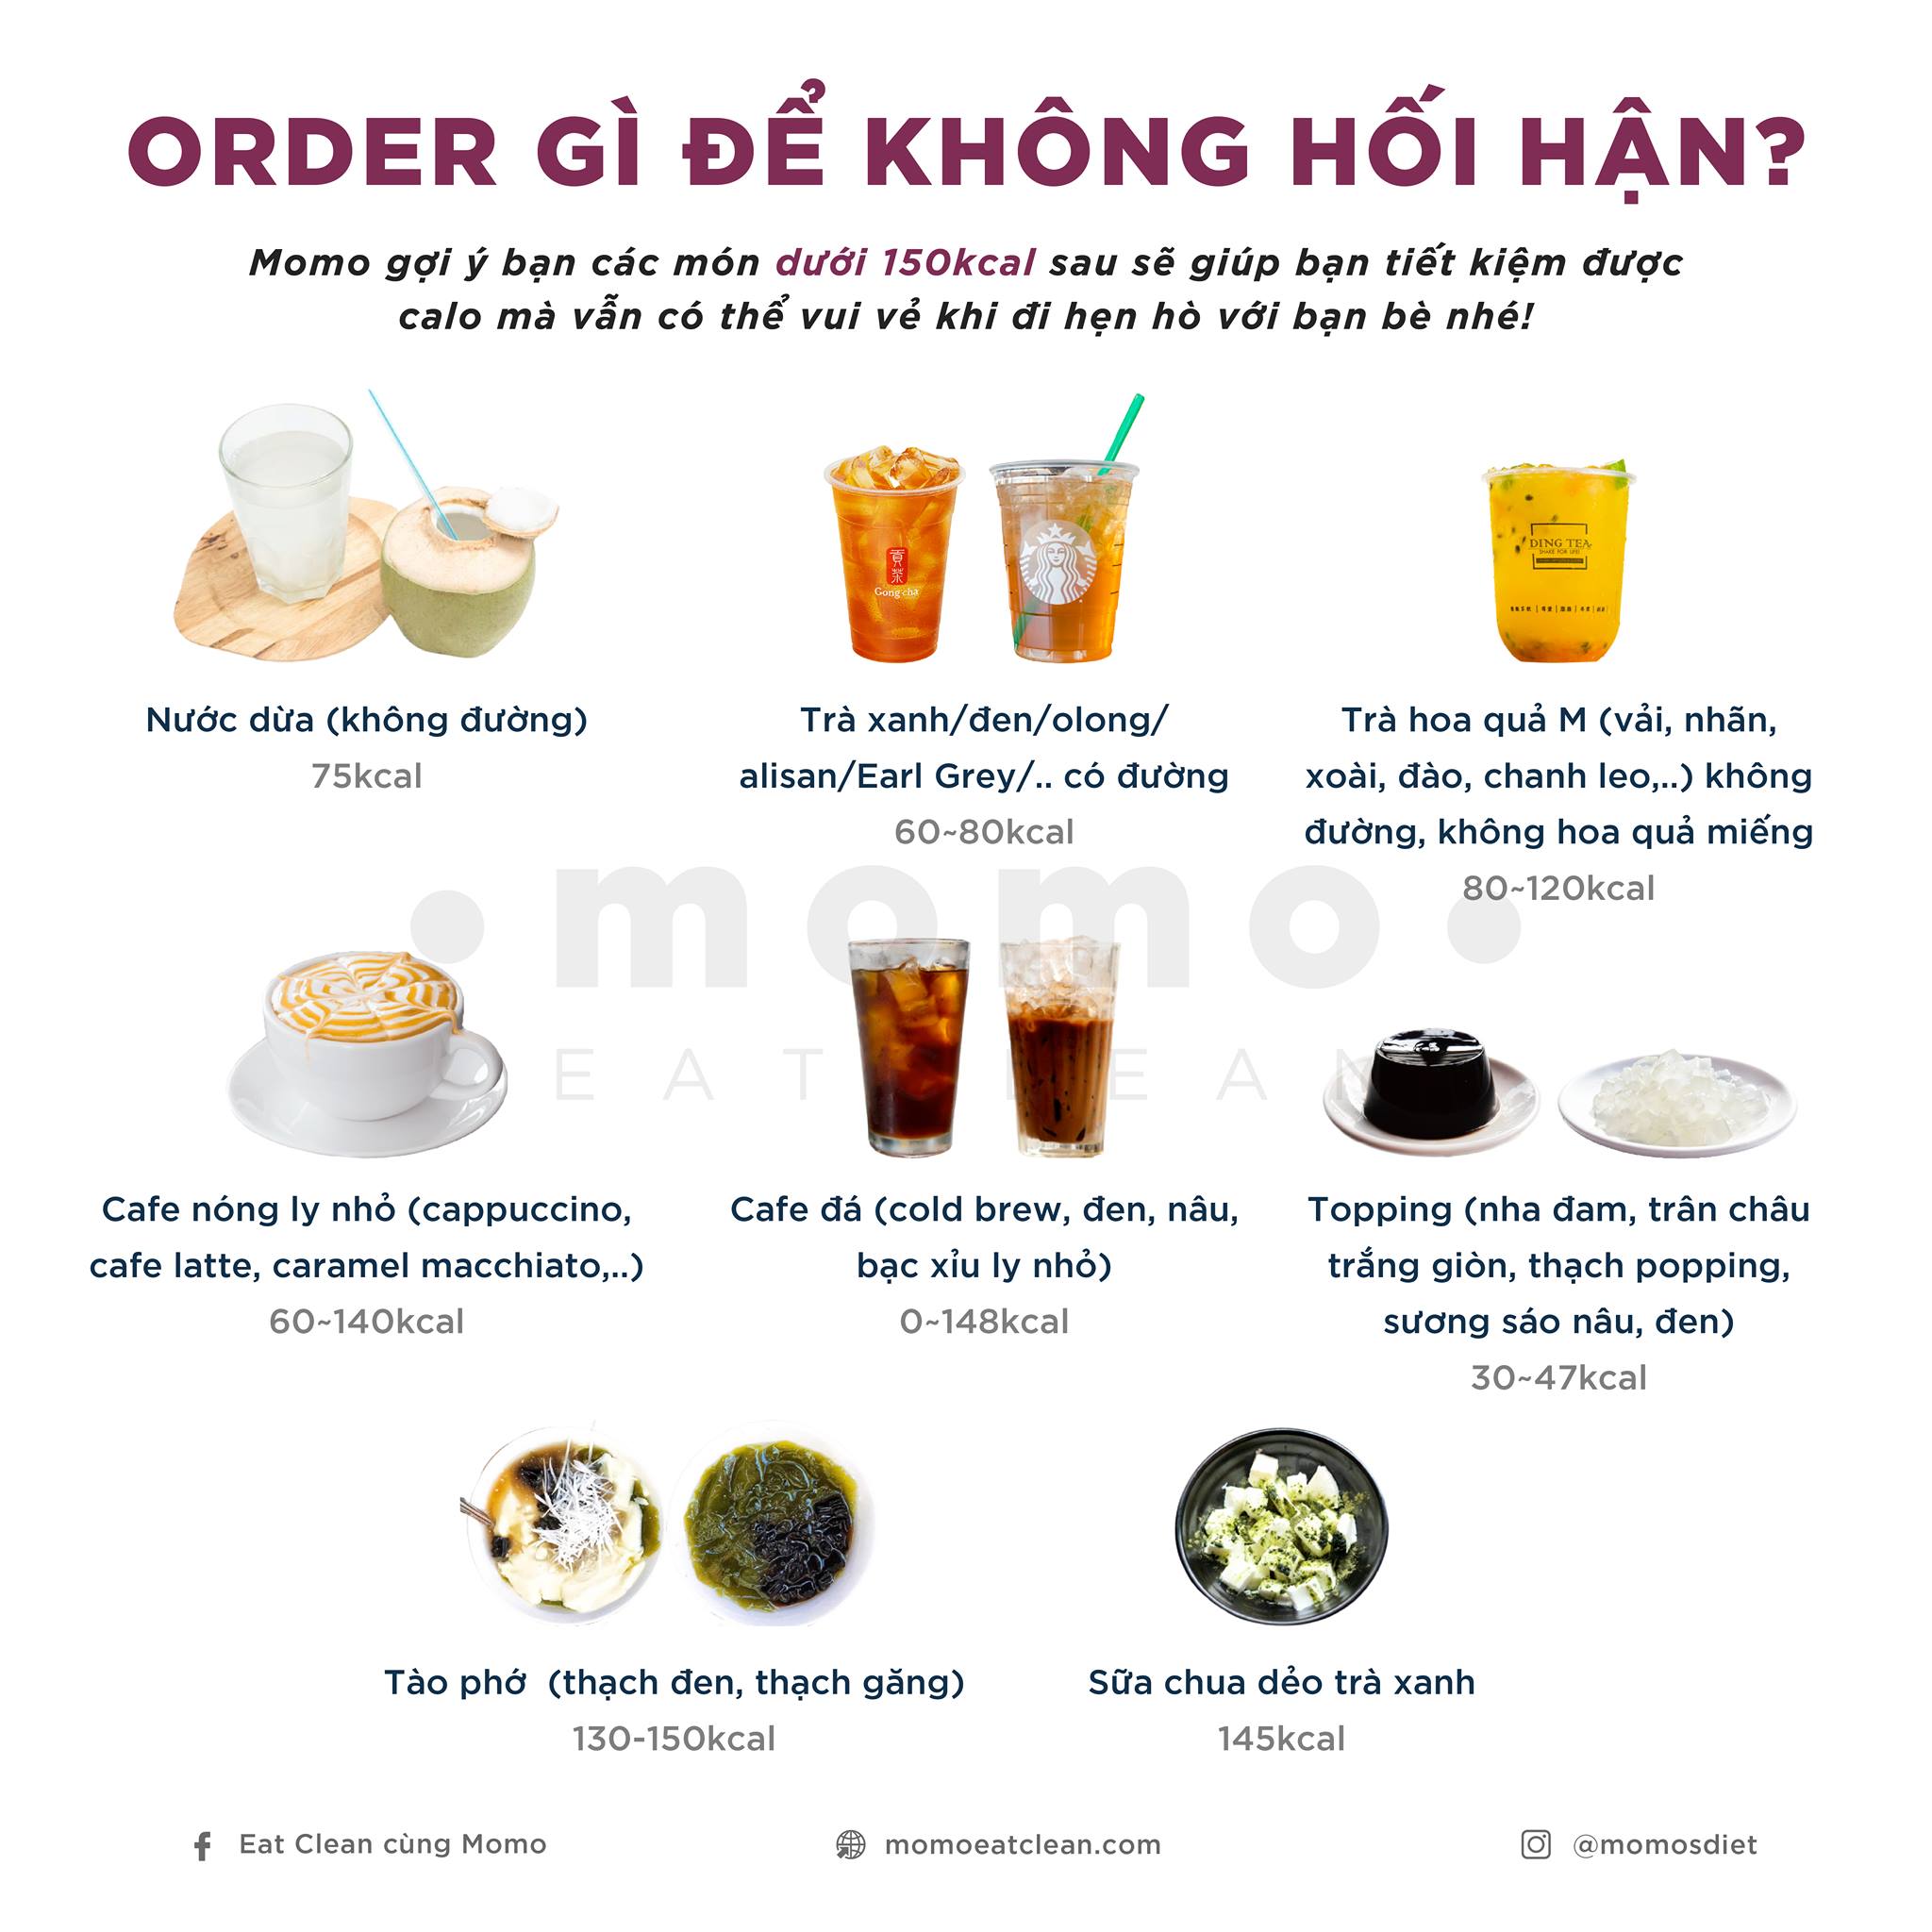 ORDER GÌ ĐỂ KHÔNG HỐI HẬN?
Momo gợi ý bạn các món dưới 150kcal sau sẽ giúp bạn tiết kiệm được
calo mà vẫn có thể vui vẻ khi đi hẹn hò với bạn bè nhé!
貢茶
Gong cha
DING TEA
SHAKE FOR LIFE!
Nước dừa (không đường)
75kcal
Trà xanh/đen/olong/
alisan/Earl Grey/.. có đường
60~80kcal
Trà hoa quả M (vải, nhãn,
xoài, đào, chanh leo,..) không
đường, không hoa quả miếng
80~120kcal
momo
EAT CLEAN
Cafe nóng ly nhỏ (cappuccino,
cafe latte, caramel macchiato,..)
60~140kcal
Cafe đá (cold brew, đen, nâu,
bạc xỉu ly nhỏ)
0~148kcal
Topping (nha đam, trân châu
trắng giòn, thạch popping,
sương sáo nâu, đen)
30~47kcal
Tào phớ (thạch đen, thạch găng)
130-150kcal
Sữa chua dẻo trà xanh
145kcal
Eat Clean cùng Momo
momoeatclean.com
@momosdiet